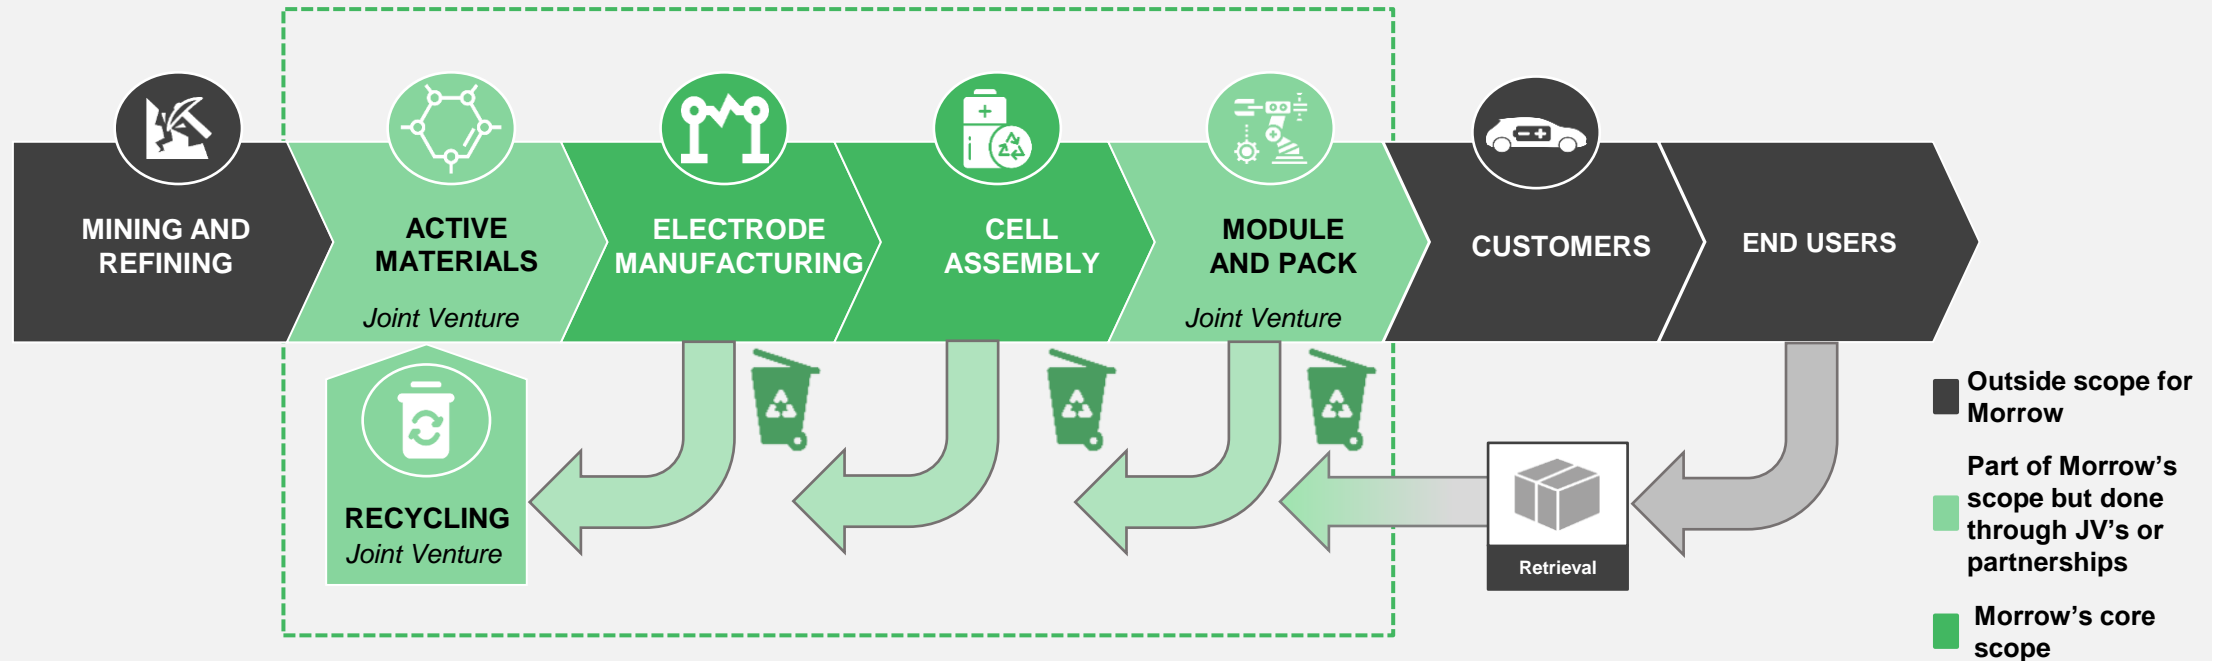 MINING AND
REFINING
ACTIVE
MATERIALS
Joint Venture
ELECTRODE
MANUFACTURING
CELL
ASSEMBLY
MODULE
AND PACK
Joint Venture
CUSTOMERS
END USERS
RECYCLING
Joint Venture
Retrieval
Outside scope for
Morrow
Part of Morrow's
scope but done
through JV's or
partnerships
Morrow's core
scope